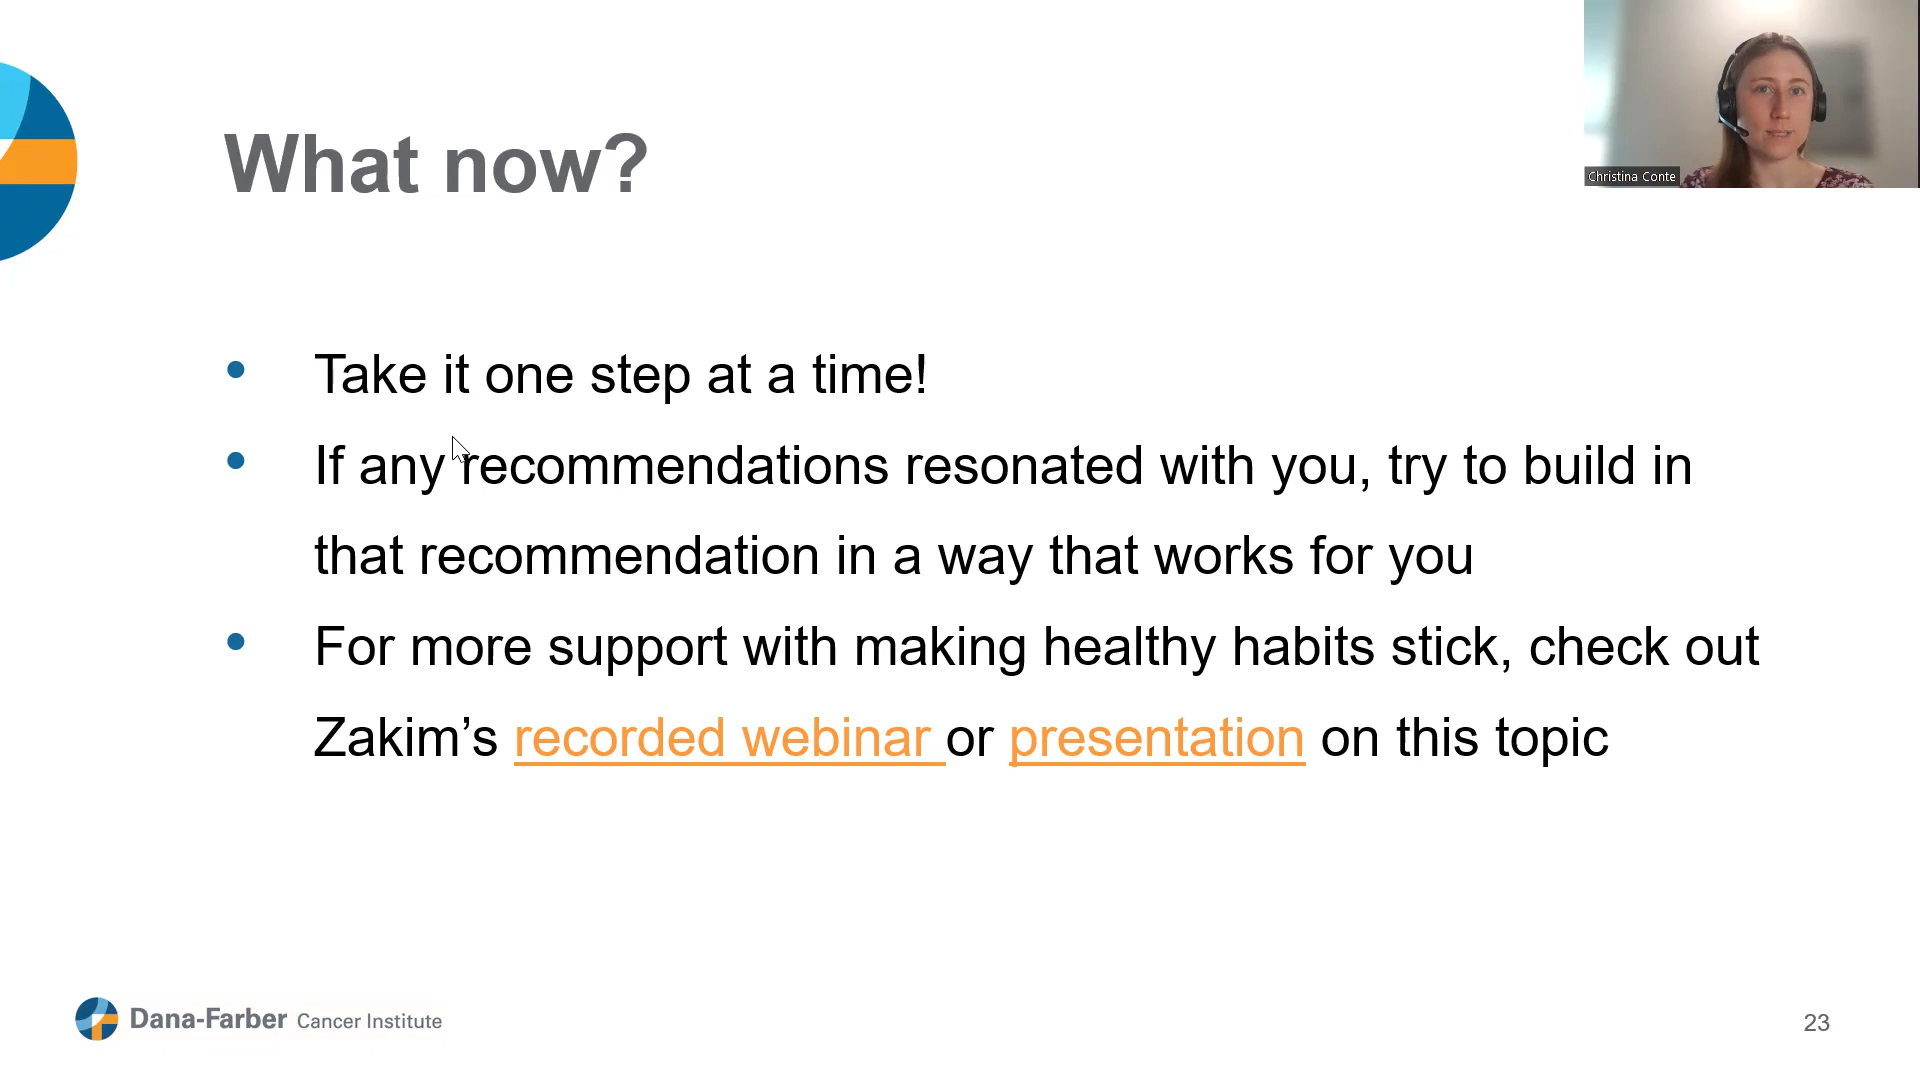 What now?
Christina Conte
• Take it one step at a time!
• If any recommendations resonated with you, try to build in
that recommendation in a way that works for you
• For more support with making healthy habits stick, check out
Zakim’s recorded webinar or presentation on this topic
Dana-Farber Cancer Institute
23